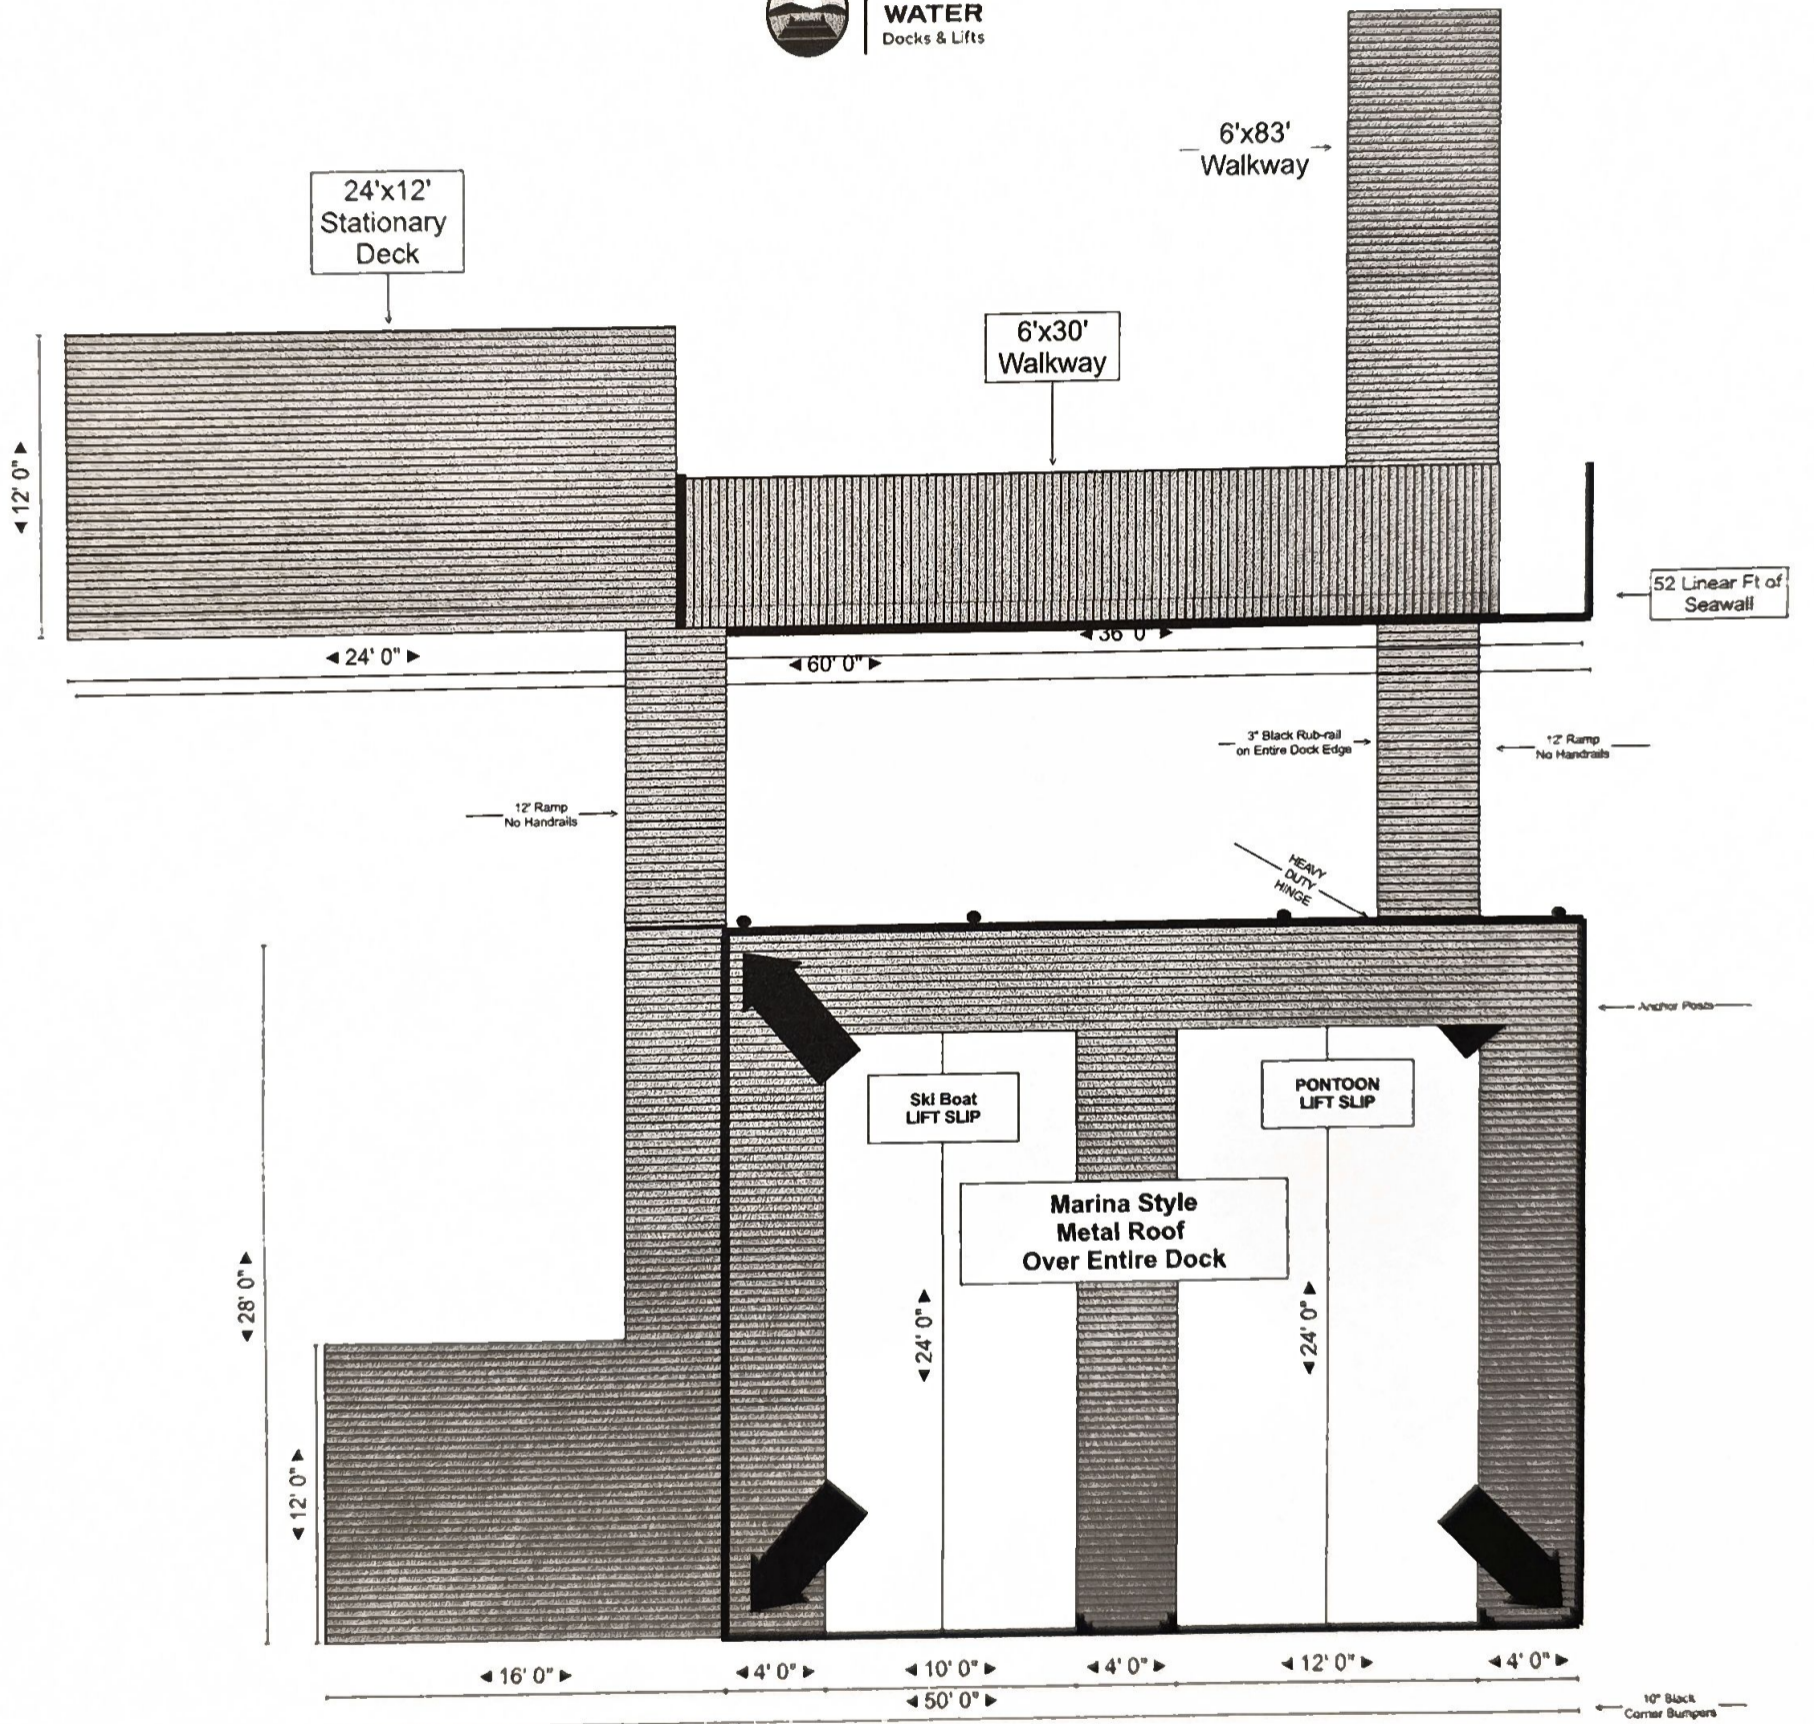 WATER
Docks & Lifts
6'x83'
Walkway
24'x12'
Stationary
Deck
6'x30'
Walkway
12' 0"
52 Linear Ft of
Seawall
36' 0"
24' 0"
60' 0"
3" Black Rub-rail
on Entire Dock Edge
12' Ramp
No Handrails
12' Ramp
No Handrails
HEAVY
DUTY
HINGE
Anchor Posts
Ski Boat
LIFT SLIP
PONTOON
LIFT SLIP
Marina Style
Metal Roof
Over Entire Dock
28' 0"
24' 0"
24' 0"
12' 0"
16' 0"
4' 0"
10' 0"
4' 0"
12' 0"
4' 0"
50' 0"
10" Black
Corner Bumpers